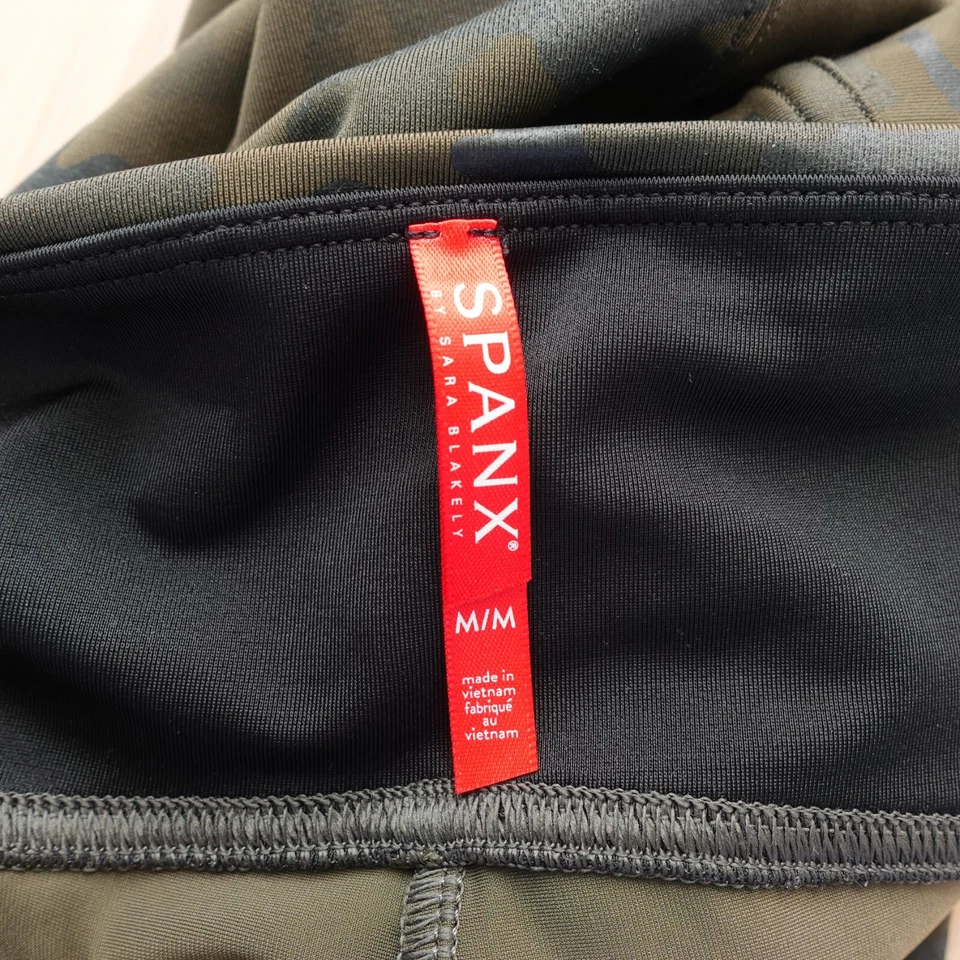 SPANX®
BY SARA BLAKELY
M/M
made in
vietnam
fabriqué
au
vietnam